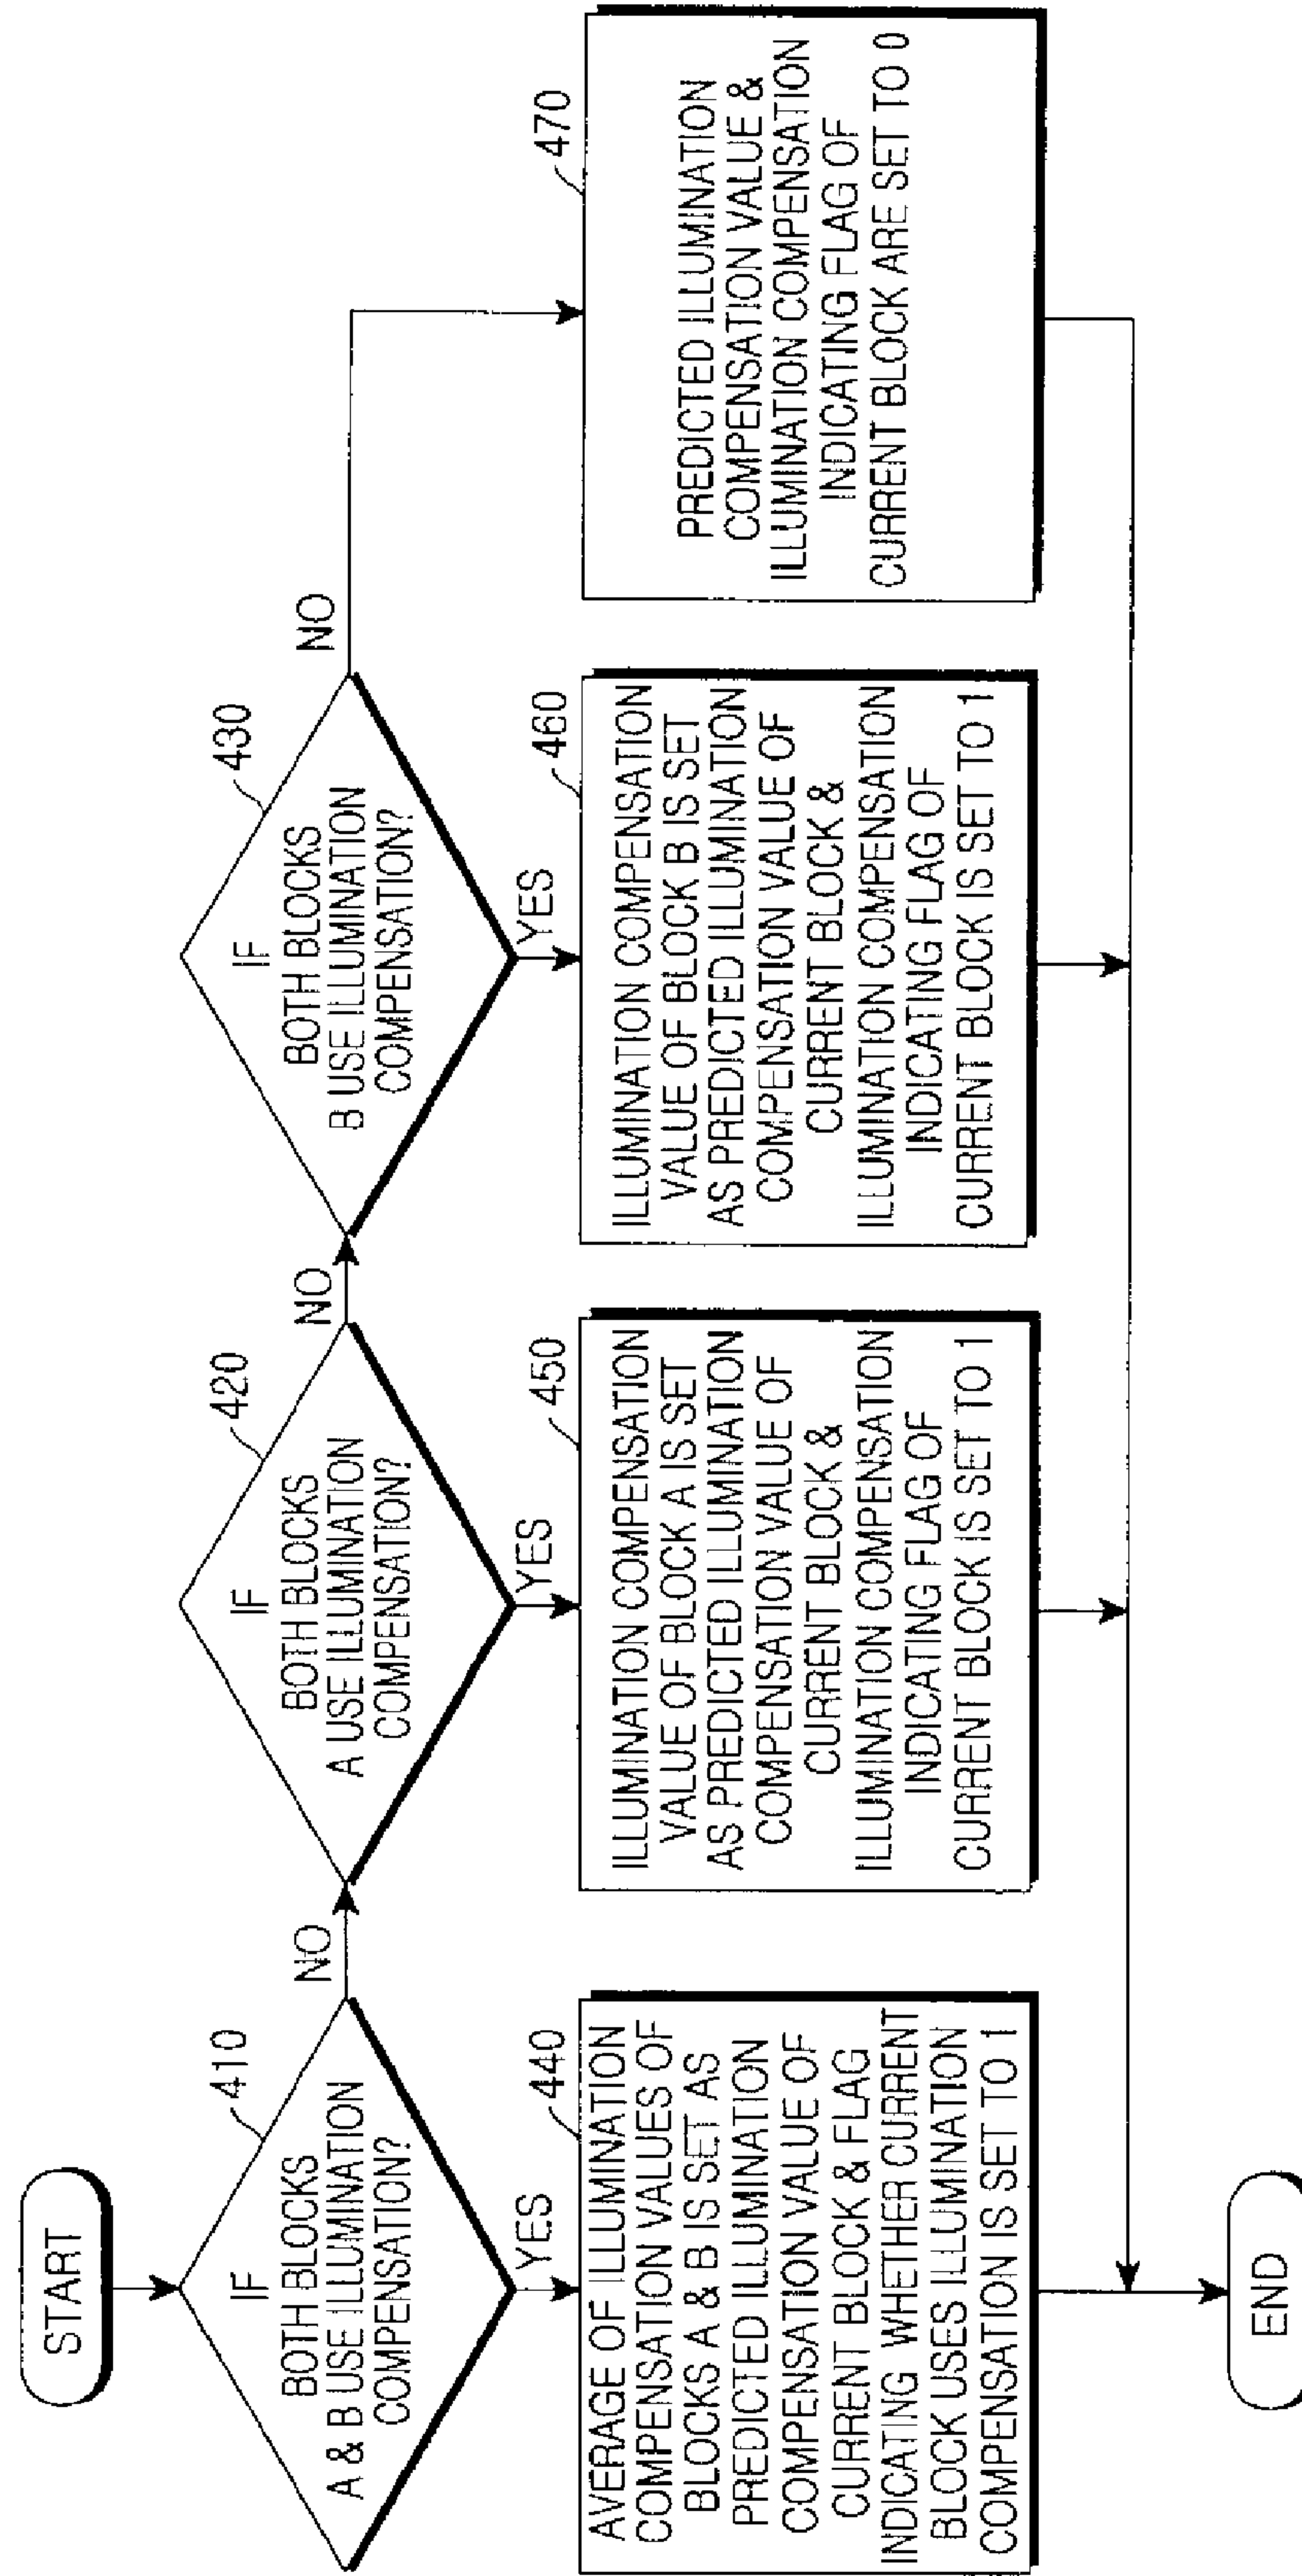 START
410
IF
BOTH BLOCKS
A & B USE ILLUMINATION
COMPENSATION?
NO
YES
420
IF
BOTH BLOCKS
A USE ILLUMINATION
COMPENSATION?
NO
YES
430
IF
BOTH BLOCKS
B USE ILLUMINATION
COMPENSATION?
NO
YES
440
AVERAGE OF ILLUMINATION
COMPENSATION VALUES OF
BLOCKS A & B IS SET AS
PREDICTED ILLUMINATION
COMPENSATION VALUE OF
CURRENT BLOCK & FLAG
INDICATING WHETHER CURRENT
BLOCK USES ILLUMINATION
COMPENSATION IS SET TO 1
450
ILLUMINATION COMPENSATION
VALUE OF BLOCK A IS SET
AS PREDICTED ILLUMINATION
COMPENSATION VALUE OF
CURRENT BLOCK &
ILLUMINATION COMPENSATION
INDICATING FLAG OF
CURRENT BLOCK IS SET TO 1
460
ILLUMINATION COMPENSATION
VALUE OF BLOCK B IS SET
AS PREDICTED ILLUMINATION
COMPENSATION VALUE OF
CURRENT BLOCK &
ILLUMINATION COMPENSATION
INDICATING FLAG OF
CURRENT BLOCK IS SET TO 1
470
PREDICTED ILLUMINATION
COMPENSATION VALUE &
ILLUMINATION COMPENSATION
INDICATING FLAG OF
CURRENT BLOCK ARE SET TO 0
END